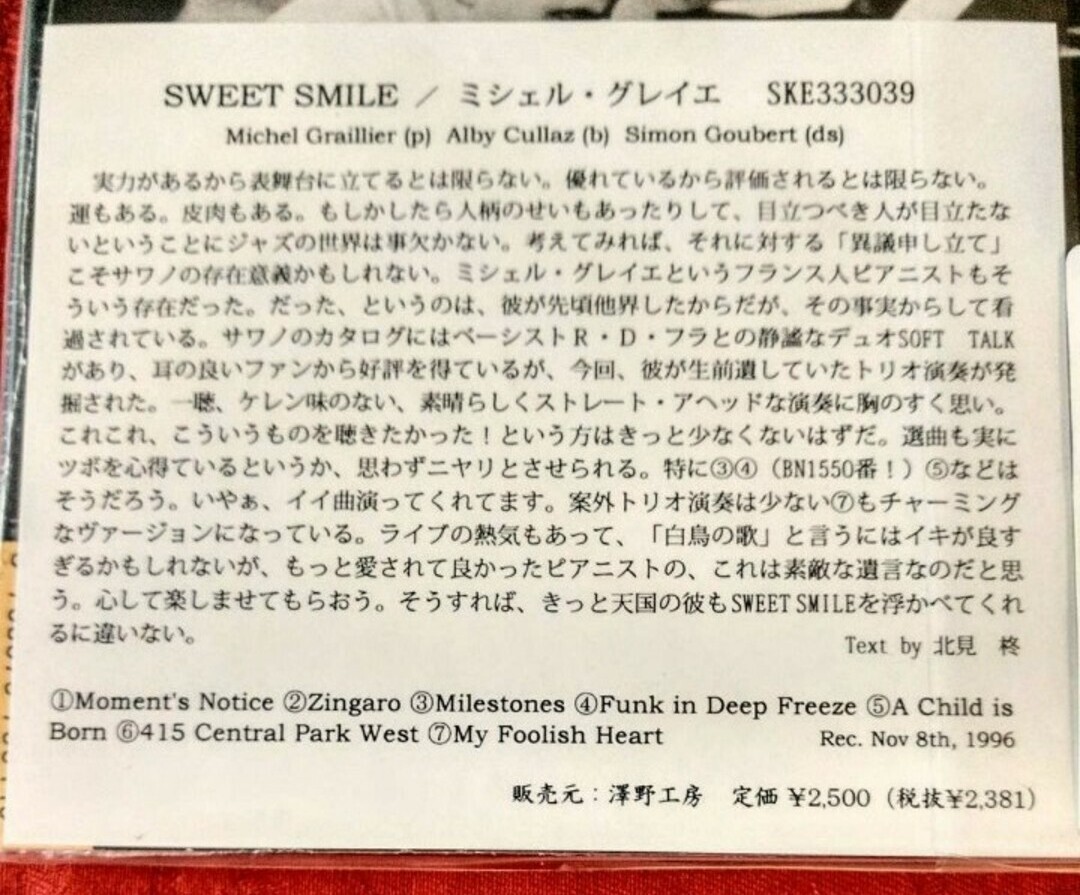 SWEET SMILE / ミシェル・グレイエ SKE333039
Michel Graillier (p) Alby Cullaz (b) Simon Goubert (ds)
実力があるから表舞台に立てるとは限らない。優れているから評価されるとは限らない。
運もある。皮肉もある。もしかしたら人柄のせいもあったりして、目立つべき人が目立たな
いということにジャズの世界は事欠かない。考えてみれば、それに対する「異議申し立て」
こそサワノの存在意義かもしれない。ミシェル・グレイエというフランス人ピアニストもそ
ういう存在だった。だった、というのは、彼が先頃他界したからだが、その事実からして看
過されている。サワノのカタログにはベーシストR・D・フラとの静謐なデュオSOFT TALK
があり、耳の良いファンから好評を得ているが、今回、彼が生前遺していたトリオ演奏が発
掘された。一聴、ケレン味のない、素晴らしくストレート・アヘッドな演奏に胸のすく思い。
これこれ、こういうものを聴きたかった！という方はきっと少なくないはずだ。選曲も実に
ツボを心得ているというか、思わずニヤリとさせられる。特に③④（BN1550番！）⑤などは
そうだろう。いやぁ、イイ曲演ってくれてます。案外トリオ演奏は少ない⑦もチャーミング
なヴァージョンになっている。ライブの熱気もあって、「白鳥の歌」と言うにはイキが良す
ぎるかもしれないが、もっと愛されて良かったピアニストの、これは素敵な遺言なのだと思
う。心して楽しませてもらおう。そうすれば、きっと天国の彼もSWEET SMILEを浮かべてくれ
るに違いない。
Text by 北見 柊
①Moment's Notice ②Zingaro ③Milestones ④Funk in Deep Freeze ⑤A Child is
Born ⑥415 Central Park West ⑦My Foolish Heart
Rec. Nov 8th, 1996
販売元：澤野工房 定価 ¥2,500（税抜¥2,381）